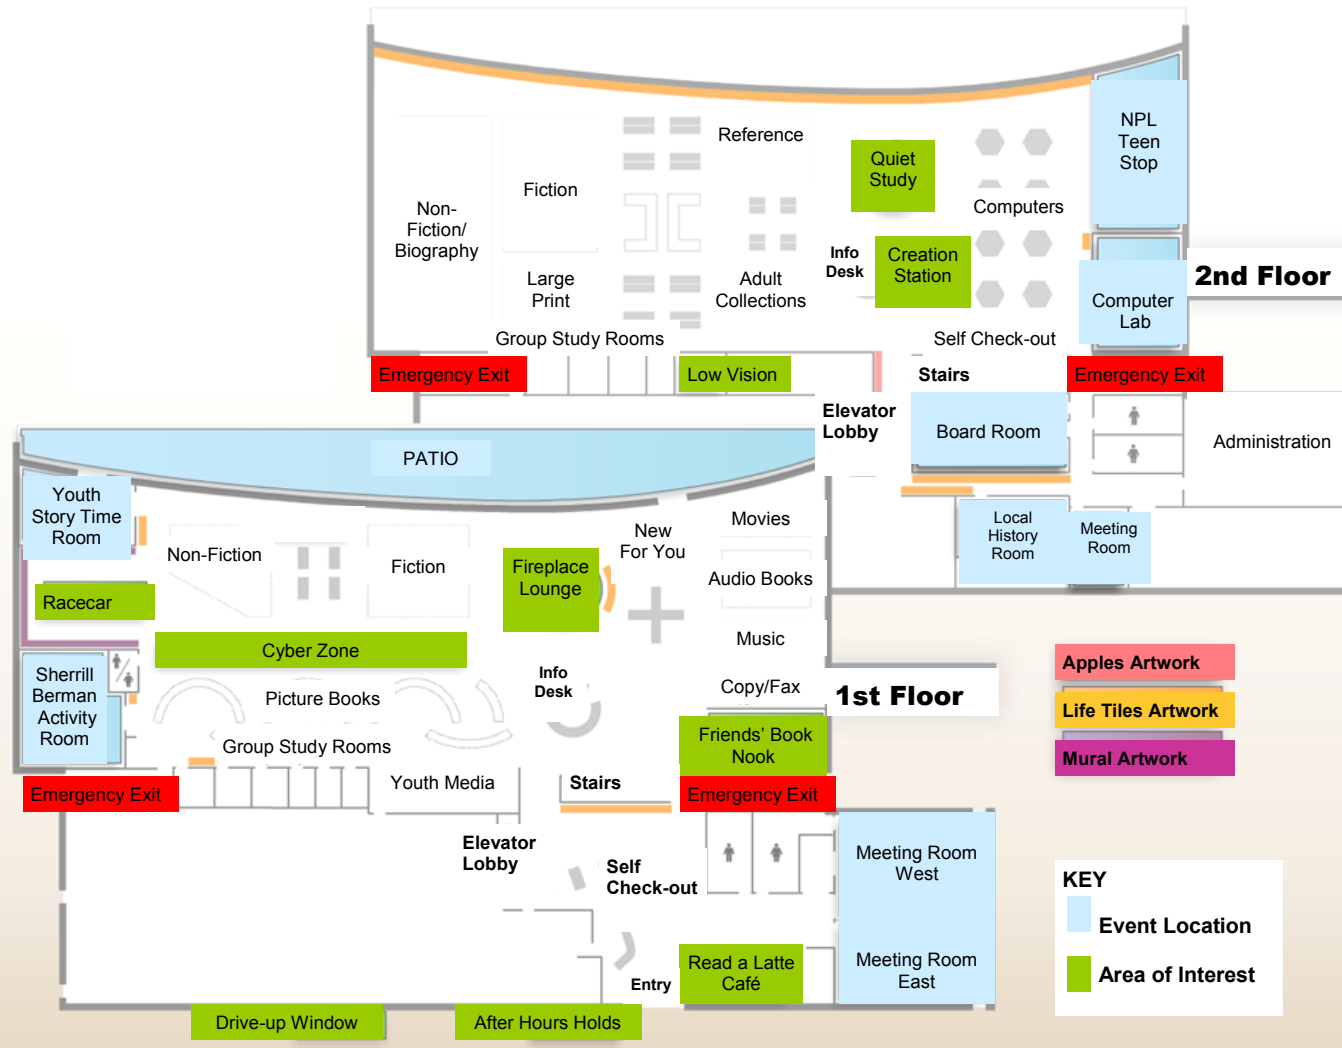 Reference
NPL
Teen
Stop
Quiet
Study
Fiction
Non-
Fiction/
Biography
Computers
Info
Desk
Creation
Station
2nd Floor
Large
Print
Adult
Collections
Computer
Lab
Group Study Rooms
Self Check-out
Emergency Exit
Low Vision
Stairs
Emergency Exit
Elevator
Lobby
Board Room
Administration
PATIO
Youth
Story Time
Room
Non-Fiction
Fiction
Fireplace
Lounge
New
For You
Movies
Audio Books
Local
History
Room
Meeting
Room
Racecar
Cyber Zone
Music
Sherrill
Berman
Activity
Room
Picture Books
Info
Desk
Copy/Fax
1st Floor
Group Study Rooms
Friends' Book
Nook
Apples Artwork
Life Tiles Artwork
Mural Artwork
Emergency Exit
Youth Media
Stairs
Emergency Exit
Elevator
Lobby
Self
Check-out
Meeting Room
West
Entry
Read a Latte
Café
Meeting Room
East
Drive-up Window
After Hours Holds
KEY
Event Location
Area of Interest